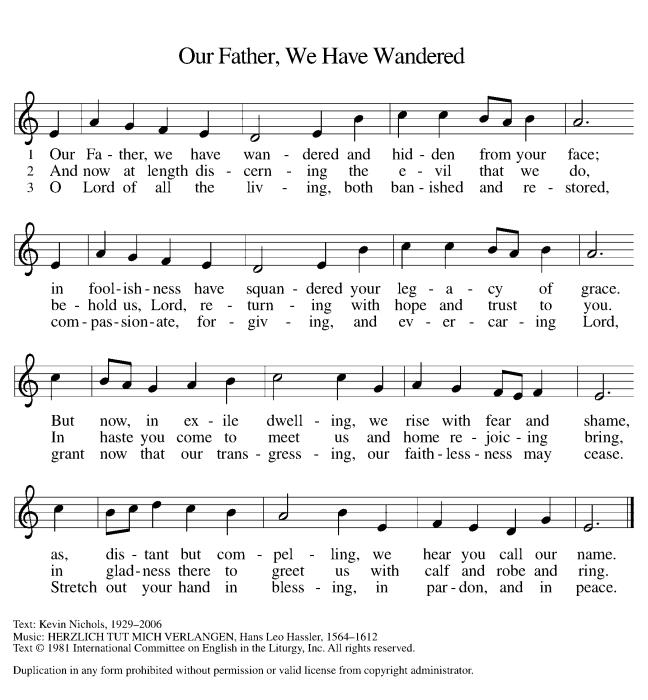 Our Father, We Have Wandered
1 Our Fa - ther, we have wan - dered and hid - den from your face;
2 And now at length dis - cern - ing the e - vil that we do,
3 O Lord of all the liv - ing, both ban - ished and re - stored,
in fool - ish - ness have squan - dered your leg - a - cy of grace.
be - hold us, Lord, re - turn - ing with hope and trust to you.
com - pas - sion - ate, for - giv - ing, and ev - er - car - ing Lord,
But now, in ex - ile dwell - ing, we rise with fear and shame,
In haste you come to meet us and home re - joic - ing bring,
grant now that our trans - gress - ing, our faith - less - ness may cease.
as, dis - tant but com - pel - ling, we hear you call our name.
in glad - ness there to greet us with calf and robe and ring.
Stretch out your hand in bless - ing, in par - don, and in peace.
Text: Kevin Nichols, 1929–2006
Music: HERZLICH TUT MICH VERLANGEN, Hans Leo Hassler, 1564–1612
Text © 1981 International Committee on English in the Liturgy, Inc. All rights reserved.
Duplication in any form prohibited without permission or valid license from copyright administrator.